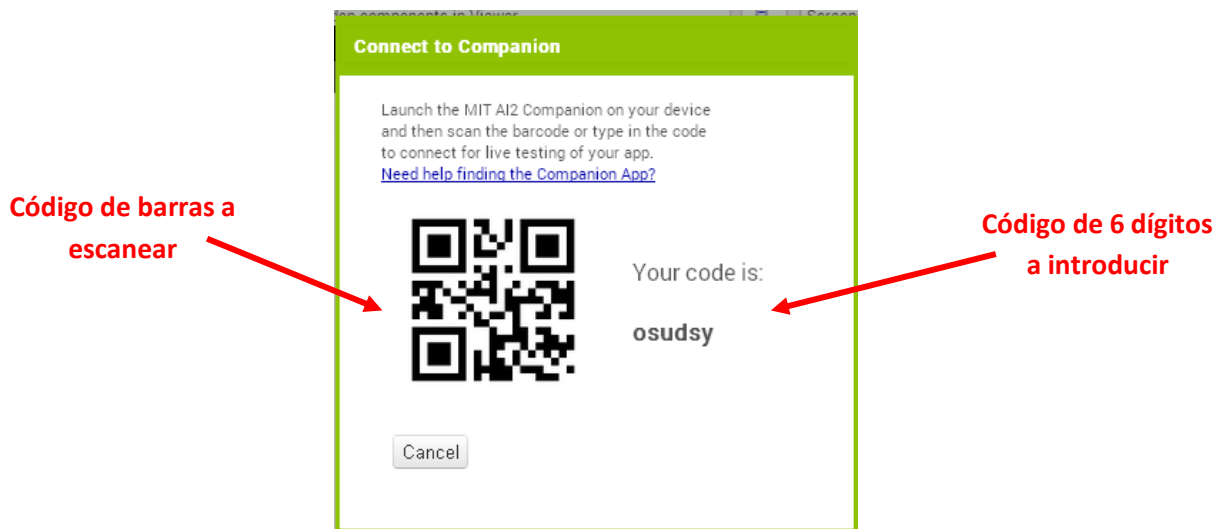 Connect to Companion
Launch the MIT AI2 Companion on your device
and then scan the barcode or type in the code
to connect for live testing of your app.
Need help finding the Companion App?
Código de barras a
escanear
Your code is:
osudsy
Código de 6 dígitos
a introducir
Cancel